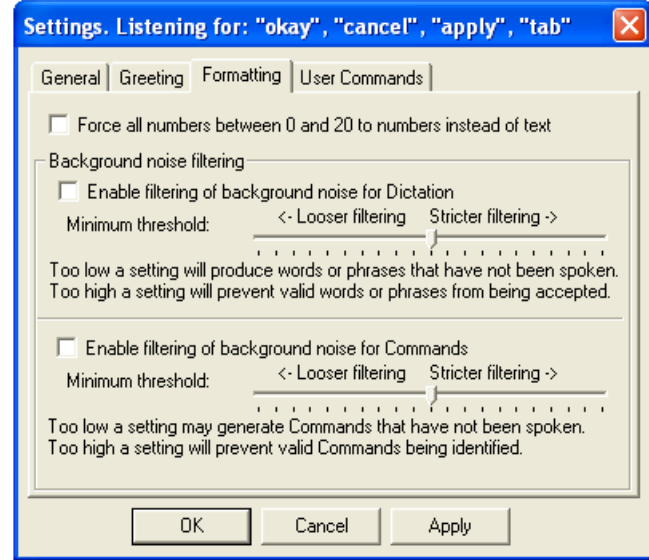 Settings. Listening for: "okay", "cancel", "apply", "tab"
General Greeting Formatting User Commands
Force all numbers between 0 and 20 to numbers instead of text
Background noise filtering
Enable filtering of background noise for Dictation
Minimum threshold: <- Looser filtering Stricter filtering ->
Too low a setting will produce words or phrases that have not been spoken.
Too high a setting will prevent valid words or phrases from being accepted.
Enable filtering of background noise for Commands
Minimum threshold: <- Looser filtering Stricter filtering ->
Too low a setting may generate Commands that have not been spoken.
Too high a setting will prevent valid Commands being identified.
OK Cancel Apply